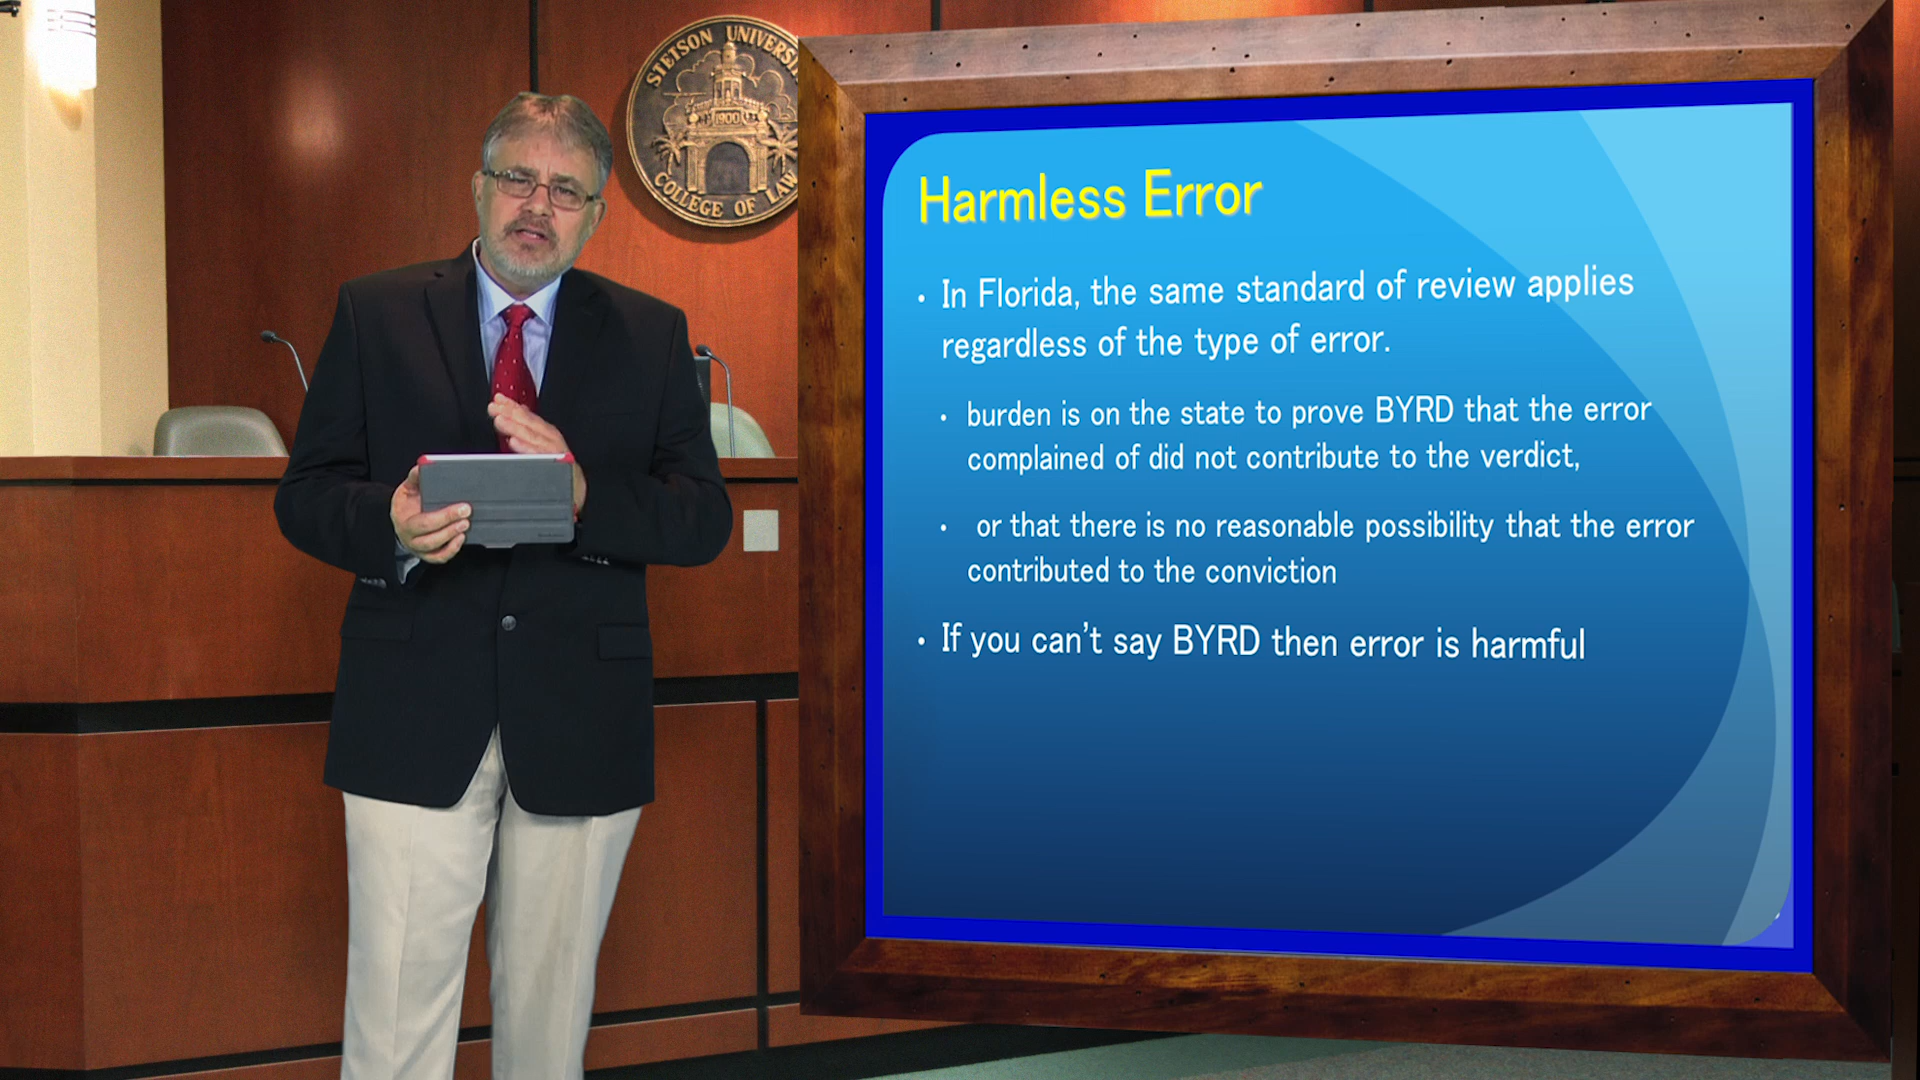 STETSON UNIVERSI
1900
COLLEGE OF LAW
Harmless Error
• In Florida, the same standard of review applies
regardless of the type of error.
• burden is on the state to prove BYRD that the error
complained of did not contribute to the verdict,
• or that there is no reasonable possibility that the error
contributed to the conviction
• If you can't say BYRD then error is harmful